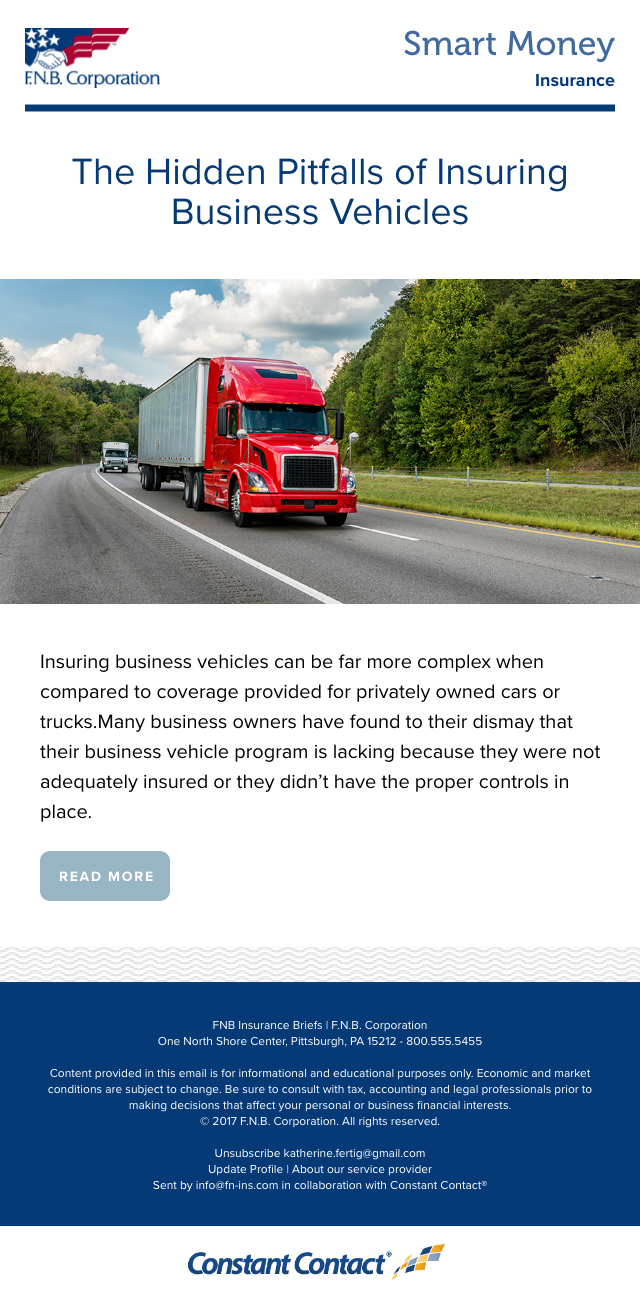 F.N.B. Corporation
Smart Money
Insurance
The Hidden Pitfalls of Insuring
Business Vehicles
Insuring business vehicles can be far more complex when
compared to coverage provided for privately owned cars or
trucks.Many business owners have found to their dismay that
their business vehicle program is lacking because they were not
adequately insured or they didn’t have the proper controls in
place.
READ MORE
FNB Insurance Briefs | F.N.B. Corporation
One North Shore Center, Pittsburgh, PA 15212 - 800.555.5455
Content provided in this email is for informational and educational purposes only. Economic and market
conditions are subject to change. Be sure to consult with tax, accounting and legal professionals prior to
making decisions that affect your personal or business financial interests.
© 2017 F.N.B. Corporation. All rights reserved.
Unsubscribe katherine.fertig@gmail.com
Update Profile | About our service provider
Sent by info@fn-ins.com in collaboration with Constant Contact®
Constant Contact®